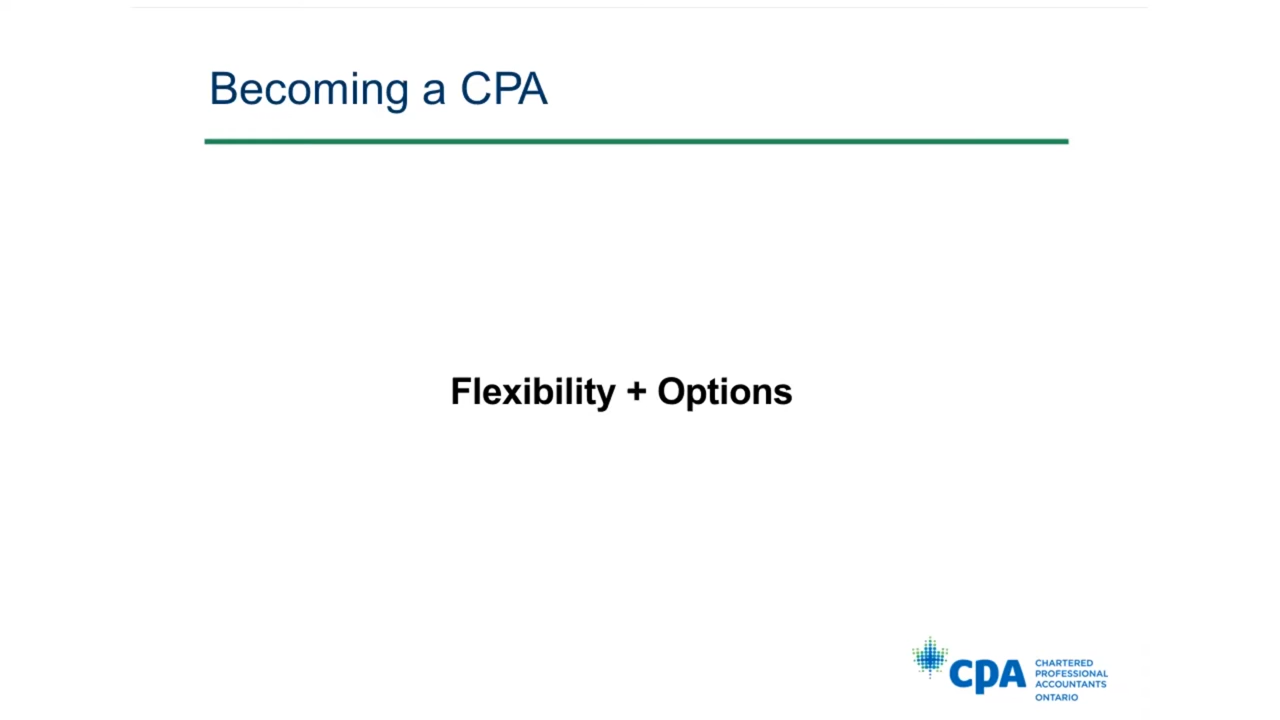 Becoming a CPA
Flexibility + Options
cpa
CHARTERED
PROFESSIONAL
ACCOUNTANTS
ONTARIO